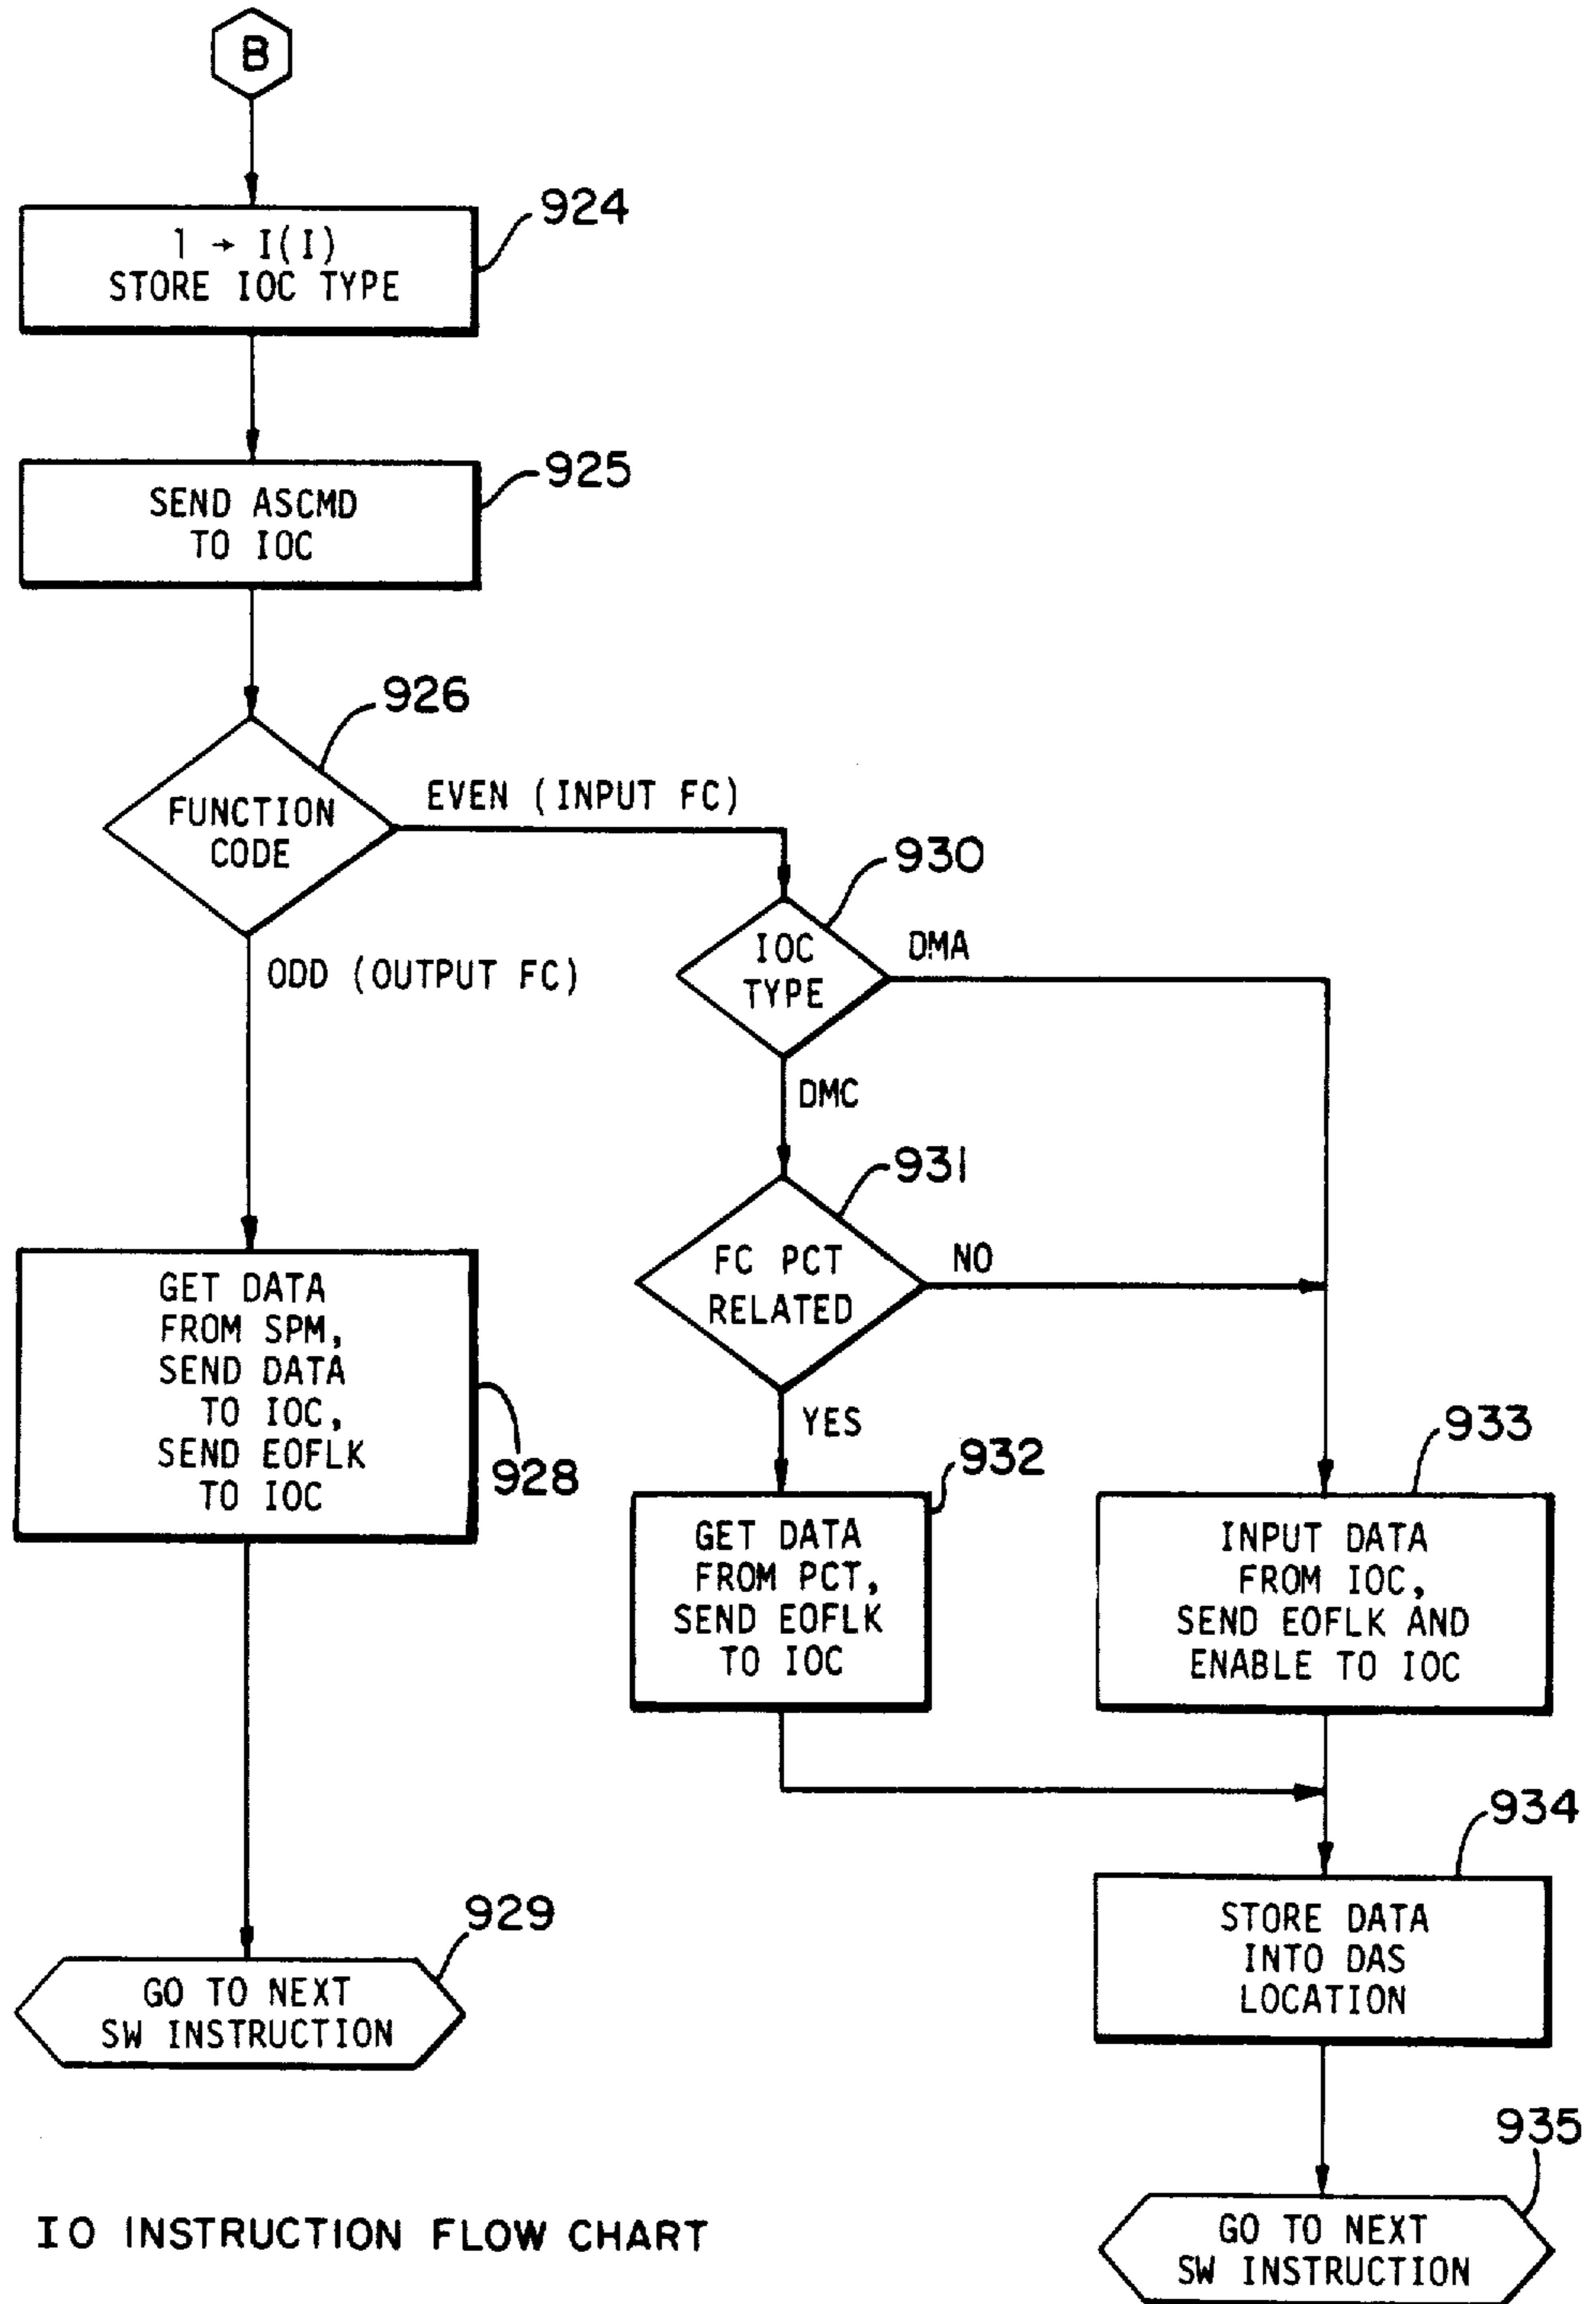 B
924
1 → I(I)
STORE IOC TYPE
925
SEND ASCMD
TO IOC
926
FUNCTION
CODE
EVEN (INPUT FC)
ODD (OUTPUT FC)
930
IOC
TYPE
DMA
DMC
931
FC PCT
RELATED
NO
YES
GET DATA
FROM SPM,
SEND DATA
TO IOC,
SEND EOFLK
TO IOC
928
932
GET DATA
FROM PCT,
SEND EOFLK
TO IOC
933
INPUT DATA
FROM IOC,
SEND EOFLK AND
ENABLE TO IOC
934
STORE DATA
INTO DAS
LOCATION
929
GO TO NEXT
SW INSTRUCTION
935
GO TO NEXT
SW INSTRUCTION
IO INSTRUCTION FLOW CHART